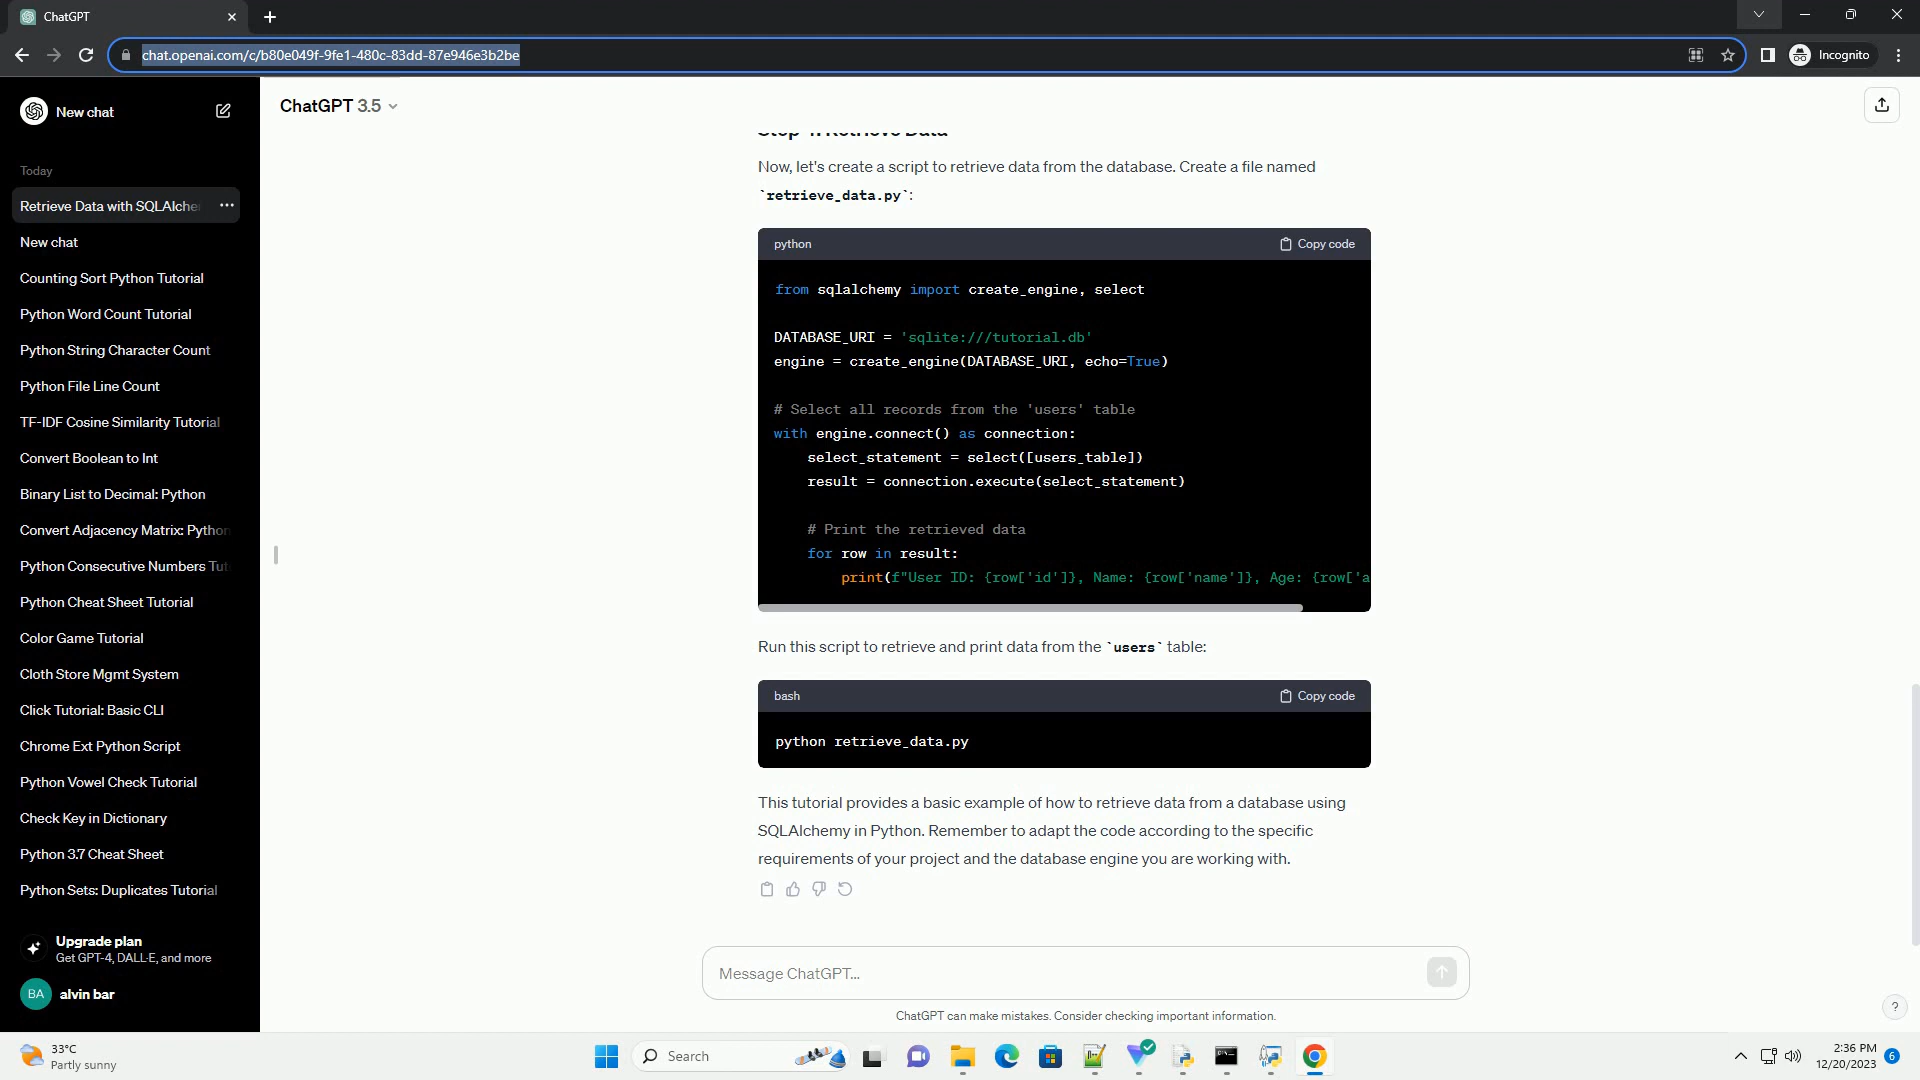 ChatGPT
chat.openai.com/c/b80e049f-9fe1-480c-83dd-87e946e3b2be
Incognito
New chat
Today
Retrieve Data with SQLAlche
New chat
Counting Sort Python Tutorial
Python Word Count Tutorial
Python String Character Count
Python File Line Count
TF-IDF Cosine Similarity Tutorial
Convert Boolean to Int
Binary List to Decimal: Python
Convert Adjacency Matrix: Python
Python Consecutive Numbers Tut
Python Cheat Sheet Tutorial
Color Game Tutorial
Cloth Store Mgmt System
Click Tutorial: Basic CLI
Chrome Ext Python Script
Python Vowel Check Tutorial
Check Key in Dictionary
Python 3.7 Cheat Sheet
Python Sets: Duplicates Tutorial
Upgrade plan
Get GPT-4, DALL·E, and more
BA
alvin bar
ChatGPT 3.5
Step 4: Retrieve Data
Now, let's create a script to retrieve data from the database. Create a file named
`retrieve_data.py`:
python
Copy code
from sqlalchemy import create_engine, select
DATABASE_URI = 'sqlite:///tutorial.db'
engine = create_engine(DATABASE_URI, echo=True)
# Select all records from the 'users' table
with engine.connect() as connection:
select_statement = select([users_table])
result = connection.execute(select_statement)
# Print the retrieved data
for row in result:
print(f"User ID: {row['id']}, Name: {row['name']}, Age: {row['a
Run this script to retrieve and print data from the `users` table:
bash
Copy code
python retrieve_data.py
This tutorial provides a basic example of how to retrieve data from a database using
SQLAlchemy in Python. Remember to adapt the code according to the specific
requirements of your project and the database engine you are working with.
Message ChatGPT...
ChatGPT can make mistakes. Consider checking important information.
?
33°C
Partly sunny
Search
2:36 PM
12/20/2023
6